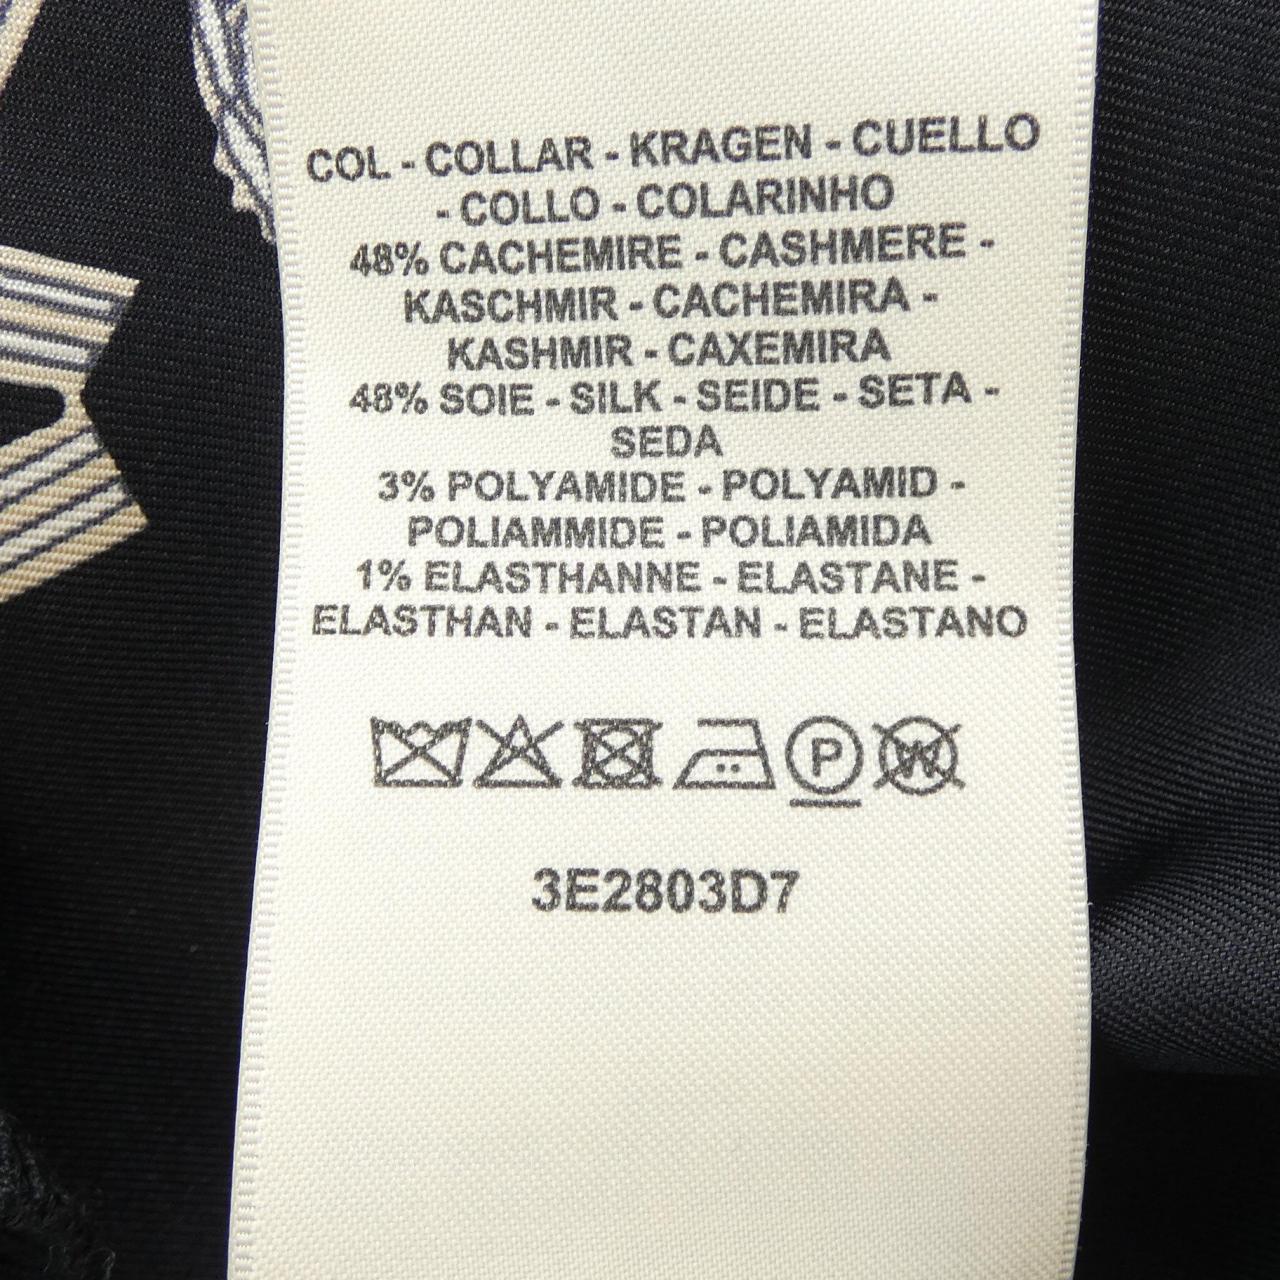 COL - COLLAR - KRAGEN - CUELLO
- COLLO - COLARINHO
48% CACHEMIRE - CASHMERE -
KASCHMIR - CACHEMIRA -
KASHMIR - CAXEMIRA
48% SOIE - SILK - SEIDE - SETA -
SEDA
3% POLYAMIDE - POLYAMID -
POLIAMMIDE - POLIAMIDA
1% ELASTHANNE - ELASTANE -
ELASTHAN - ELASTAN - ELASTANO
P W
3E2803D7